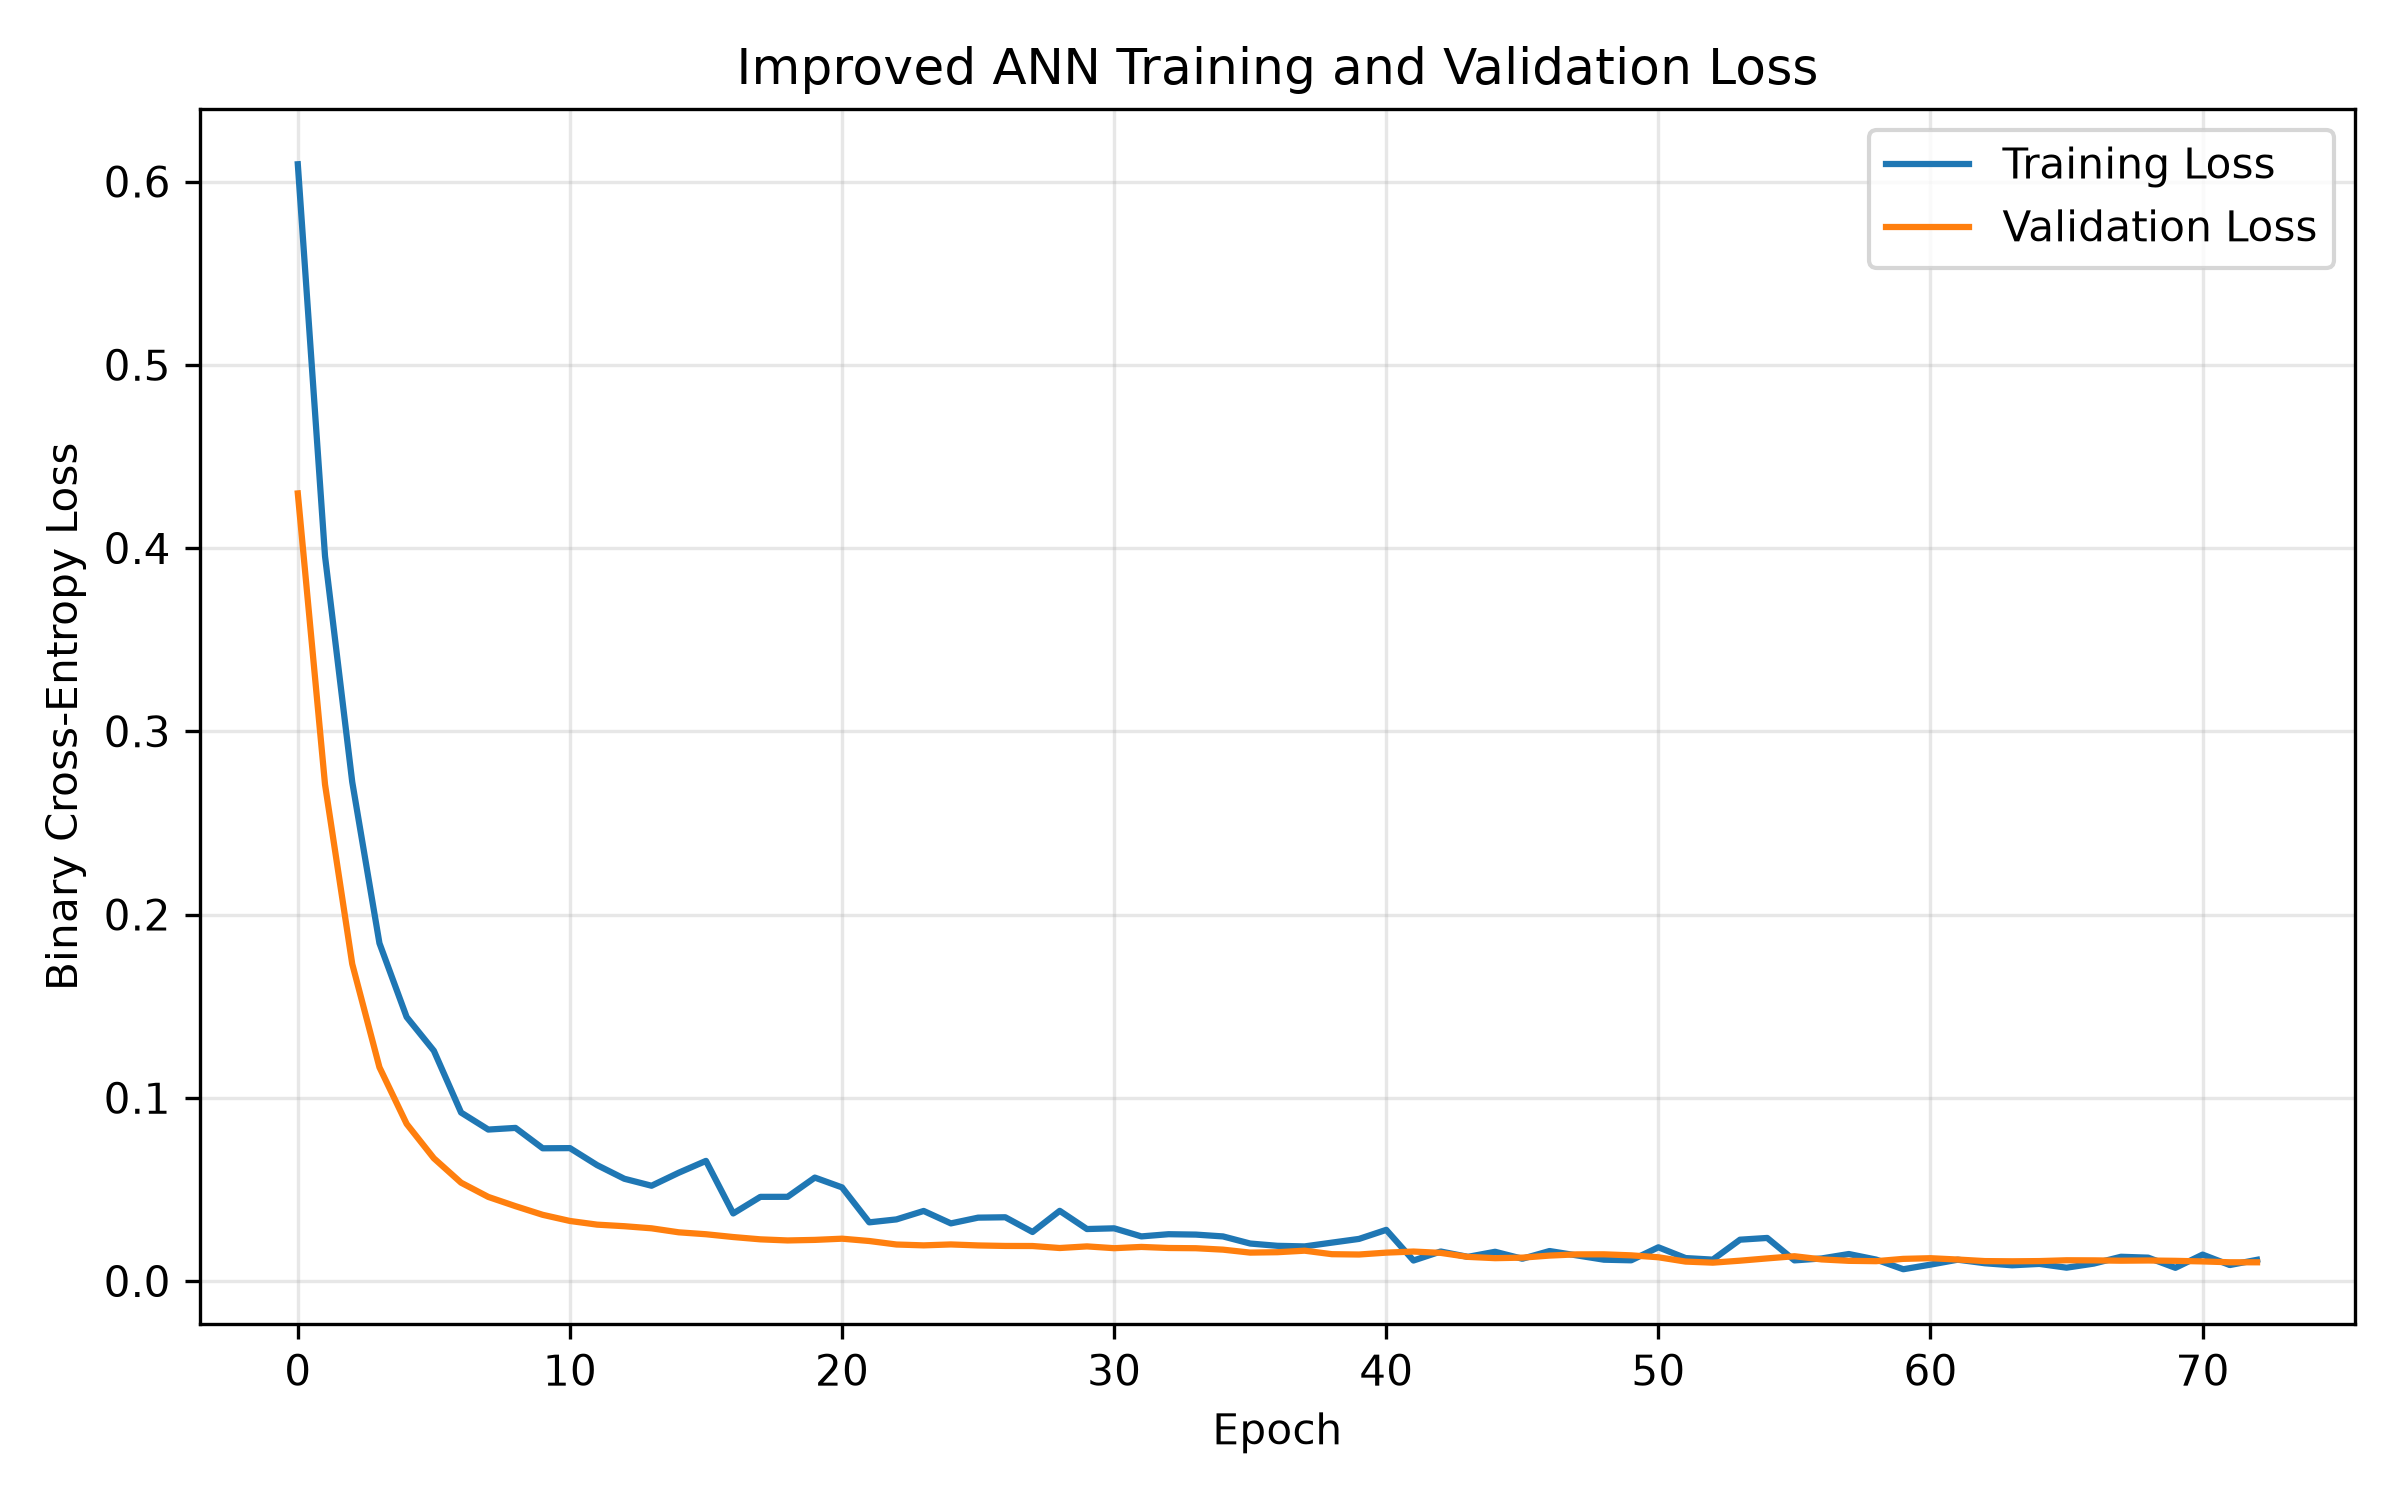 Improved ANN Training and Validation Loss
Training Loss
Validation Loss
Binary Cross-Entropy Loss
0.6
0.5
0.4
0.3
0.2
0.1
0.0
0 10 20 30 40 50 60 70
Epoch